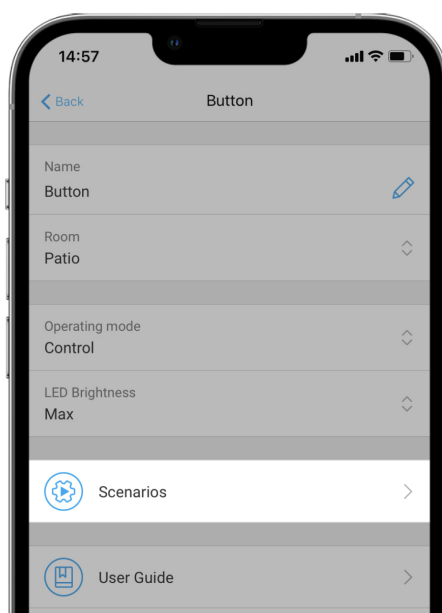 14:57
Back
Button
Name
Button
Room
Patio
Operating mode
Control
LED Brightness
Max
Scenarios
User Guide